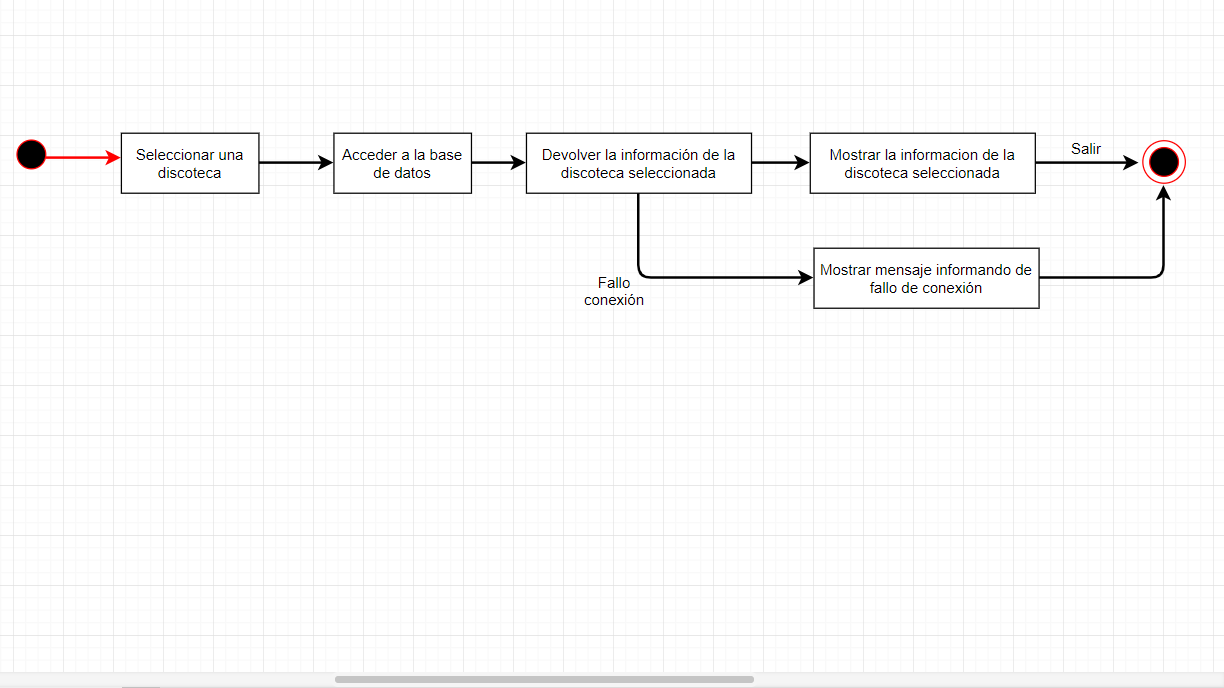 Seleccionar una
discoteca
Acceder a la base
de datos
Devolver la información de la
discoteca seleccionada
Mostrar la informacion de la
discoteca seleccionada
Salir
Fallo
conexión
Mostrar mensaje informando de
fallo de conexión